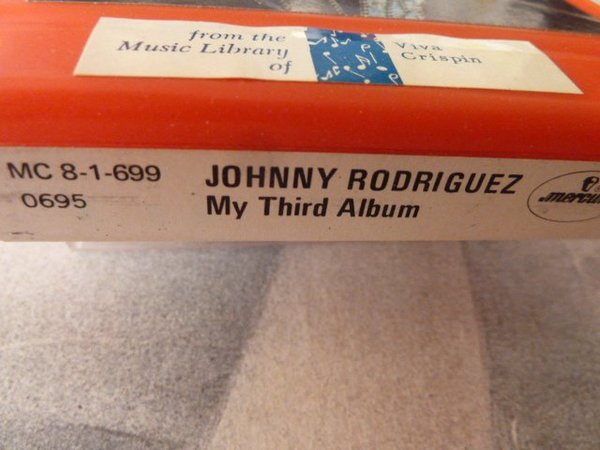 from the
Music Library
of
Viva
Crispin
MC 8-1-699
0695
JOHNNY RODRIGUEZ
My Third Album